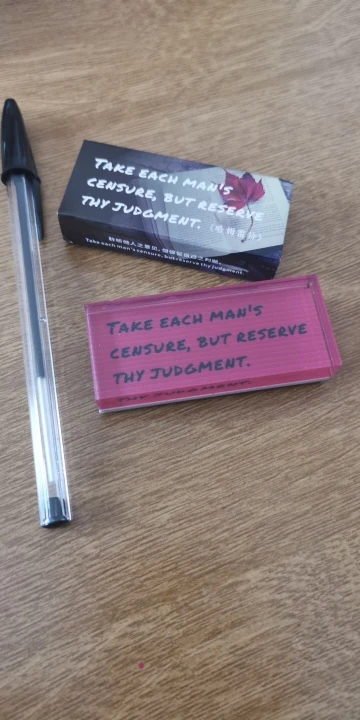 TAKE EACH MAN'S
CENSURE, BUT RESERVE
THY JUDGMENT.
Take each man's censure, but reserve thy judgment.
TAKE EACH MAN'S
CENSURE, BUT RESERVE
THY JUDGMENT.